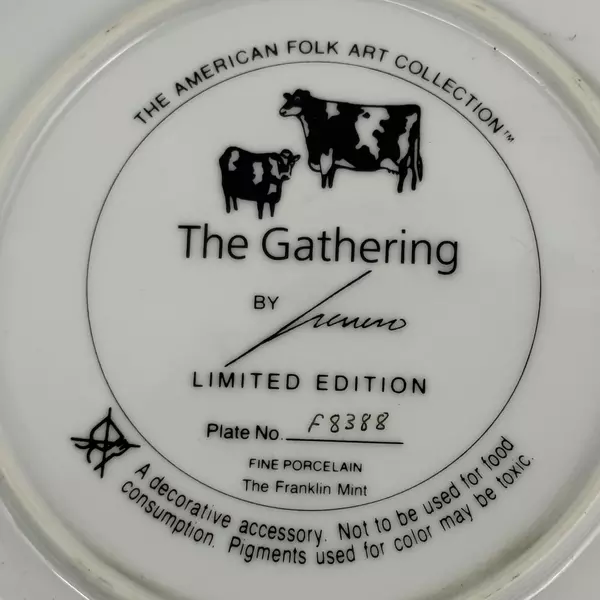 THE AMERICAN FOLK ART COLLECTION™
The Gathering
BY
LIMITED EDITION
Plate No. F8388
FINE PORCELAIN
The Franklin Mint
A decorative accessory. Not to be used for food
consumption. Pigments used for color may be toxic.